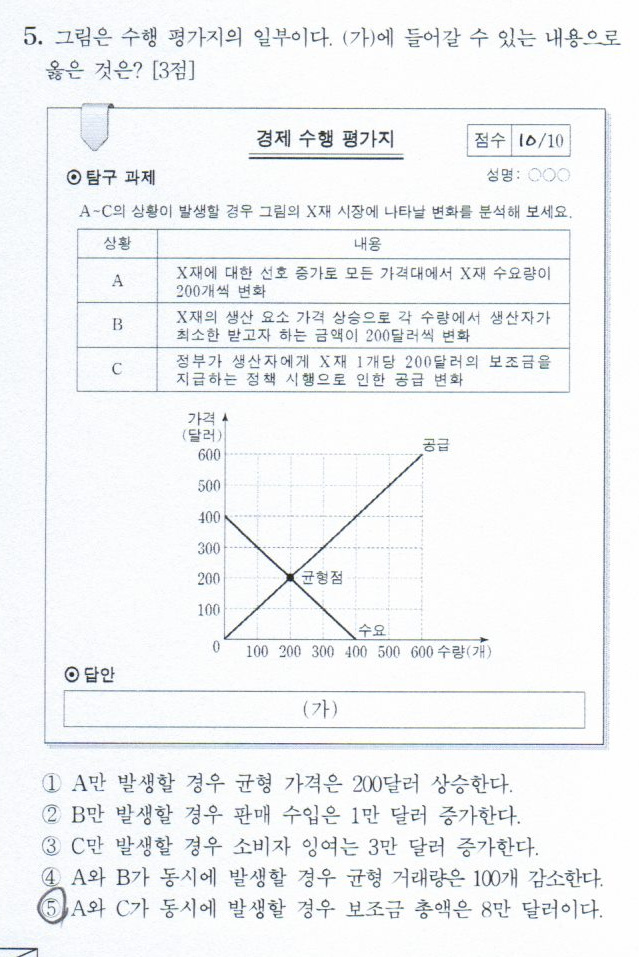 5. 그림은 수행 평가지의 일부이다. (가)에 들어갈 수 있는 내용으로
옳은 것은? [3점]
경제 수행 평가지
점수 10/10
⊙ 탐구 과제
성명: ○○○
A~C의 상황이 발생할 경우 그림의 X재 시장에 나타날 변화를 분석해 보세요.
상황 내용
A X재에 대한 선호 증가로 모든 가격대에서 X재 수요량이
200개씩 변화
B X재의 생산 요소 가격 상승으로 각 수량에서 생산자가
최소한 받고자 하는 금액이 200달러씩 변화
C 정부가 생산자에게 X재 1개당 200달러의 보조금을
지급하는 정책 시행으로 인한 공급 변화
가격
(달러)
공급
600
500
400
300
200 균형점
100
수요
0 100 200 300 400 500 600 수량(개)
⊙ 답안
(가)
① A만 발생할 경우 균형 가격은 200달러 상승한다.
② B만 발생할 경우 판매 수입은 1만 달러 증가한다.
③ C만 발생할 경우 소비자 잉여는 3만 달러 증가한다.
④ A와 B가 동시에 발생할 경우 균형 거래량은 100개 감소한다.
⑤ A와 C가 동시에 발생할 경우 보조금 총액은 8만 달러이다.